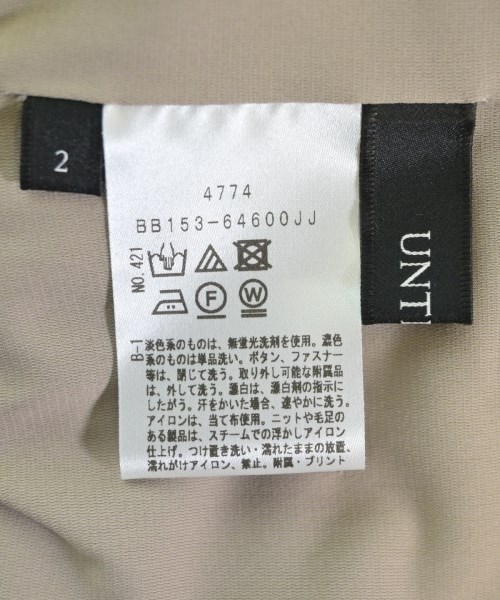 2
4774
BB153-64600JJ
NO.421
F W
B-1
淡色系のものは、無蛍光洗剤を使用。濃色
系のものは単品洗い。ボタン、ファスナー
等は、閉じて洗う。取り外し可能な附属品
は、外して洗う。漂白は、漂白剤の指示に
したがう。汗をかいた場合、速やかに洗う。
アイロンは、当て布使用。ニットや毛足の
ある製品は、スチームでの浮かしアイロン
仕上げ。つけ置き洗い・濡れたままの放置、
濡れがけアイロン、禁止。附属・プリント
UNTI